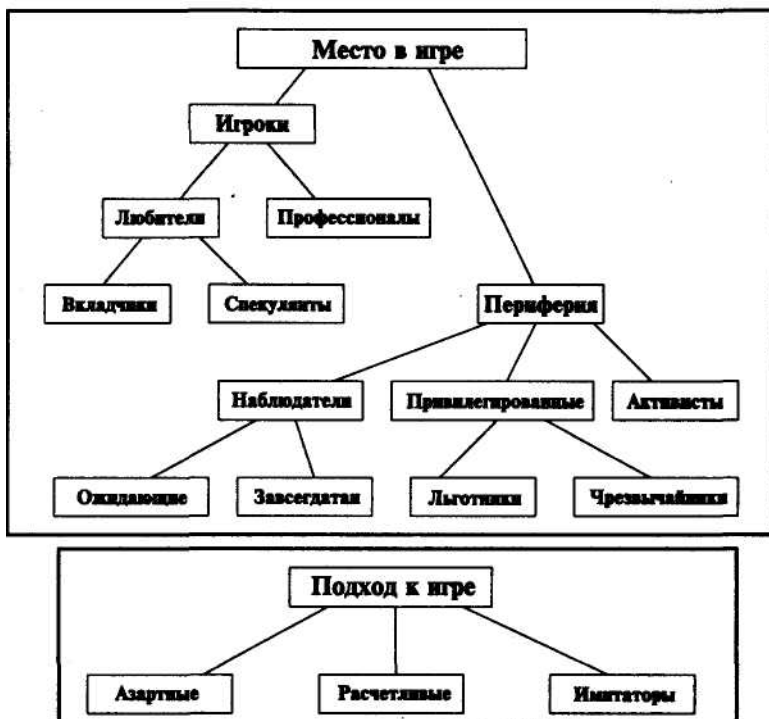 Место в игре
Игроки
Любители
Профессионалы
Вкладчики
Спекулянты
Периферия
Наблюдатели
Привилегированные
Активисты
Ожидающие
Завсегдатаи
Льготники
Чрезвычайники
Подход к игре
Азартные
Расчетливые
Имитаторы